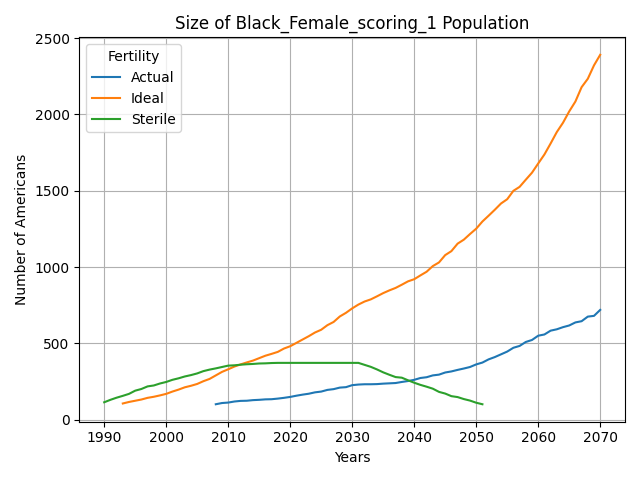 Size of Black_Female_scoring_1 Population
Fertility
Actual
Ideal
Sterile
Number of Americans
2500
2000
1500
1000
500
0
1990 2000 2010 2020 2030 2040 2050 2060 2070
Years